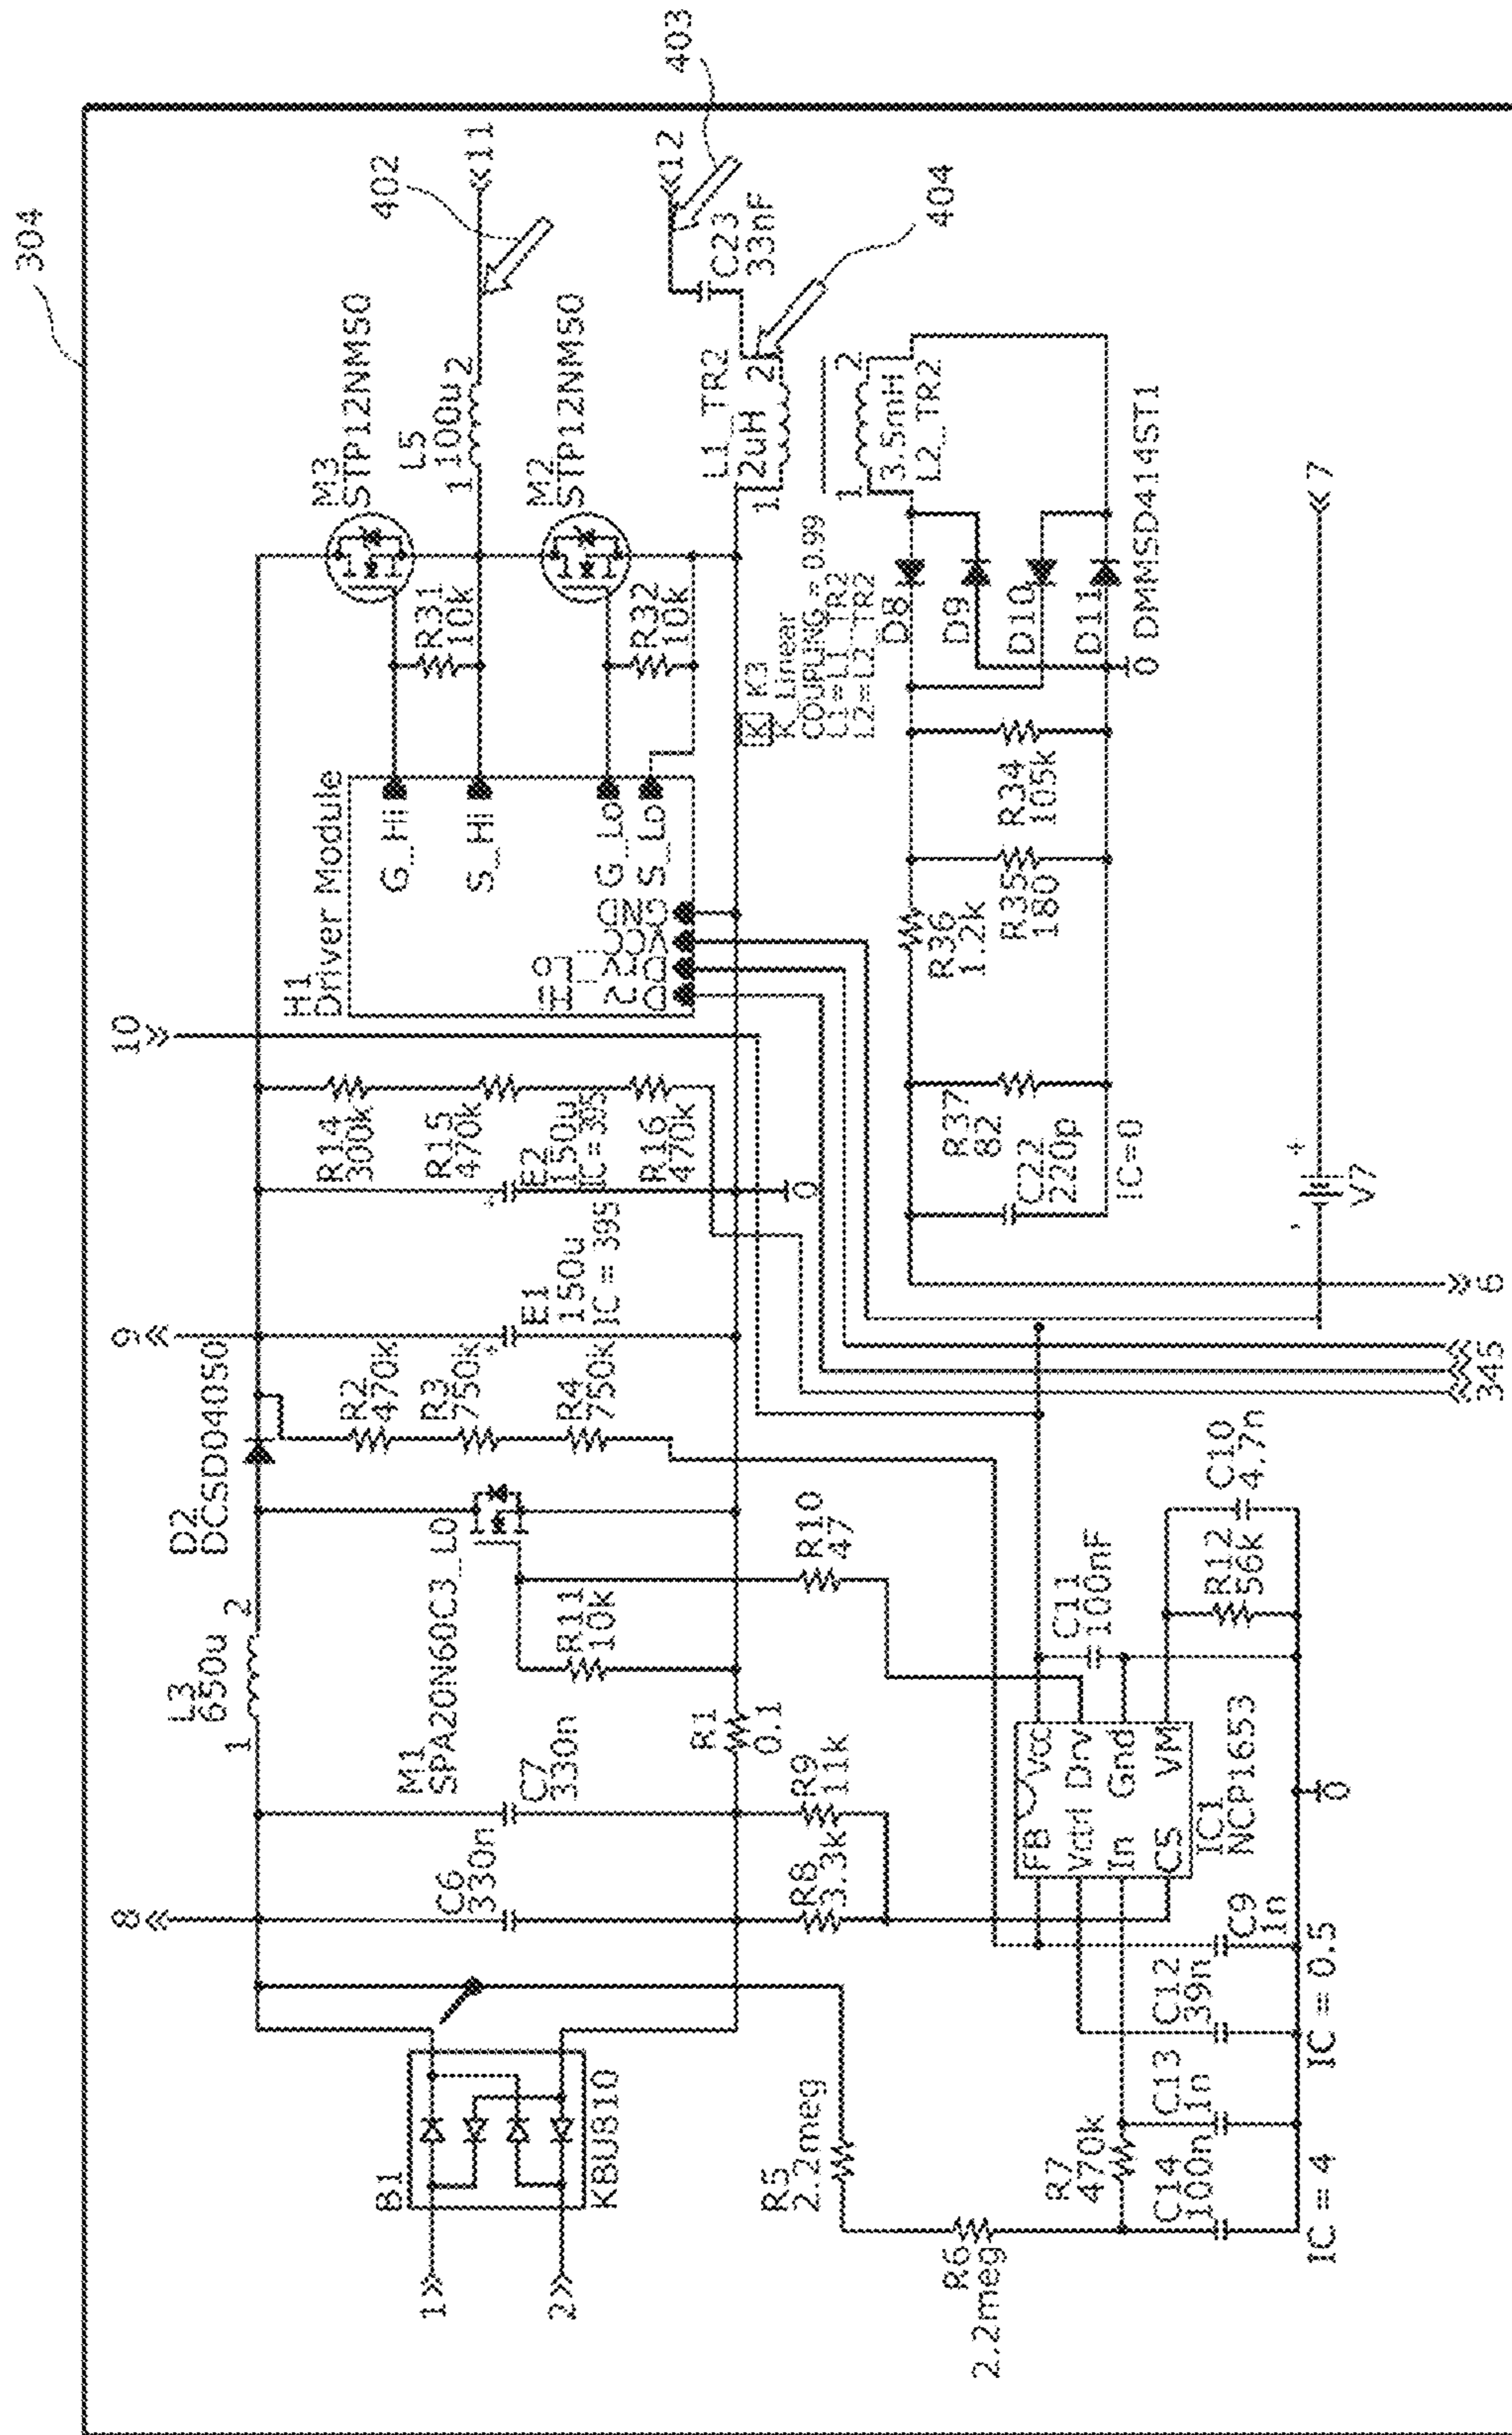 304
402
403
404
8
9
10
<11
<12
1
2
B1
KBU810
L3
650u
1
2
D2
DCSD04050
C6
330n
C7
330n
M1
SPA20N60C3_L0
R11
10k
R1
0.1
R2
470k
R3
750k
R4
750k
E1
150u
IC = 395
+
E2
150u
IC = 395
+
R14
300k
R15
470k
R16
470k
0
H1
Driver Module
G_Hi
S_Hi
G_Lo
S_Lo
GND
VCC
Drv_Lo
Drv_Hi
M3
STP12NM50
R31
10k
L5
100u
1
2
M2
STP12NM50
R32
10k
C23
33nF
L1_TR2
2uH
1
2
K K3
K_Linear
COUPLING = 0.99
L1=L1_TR2
L2=L2_TR2
1
2
3.5mH
L2_TR2
D8
D9
D10
D11
DMMSD414ST1
0
R34
105k
R35
180
R36
1.2k
R37
82
C22
220p
IC=0
V7
+
-
7
6
3 4 5
R5
2.2meg
R6
2.2meg
R8
3.3k
R9
11k
R10
47
R7
470k
C14
100n
IC = 4
C13
1n
C12
39n
IC = 0.5
C9
1n
FB
Vctrl
In
CS
Vcc
Drv
Gnd
VM
IC1
NCP1653
C11
100nF
R12
56k
C10
4.7n
0